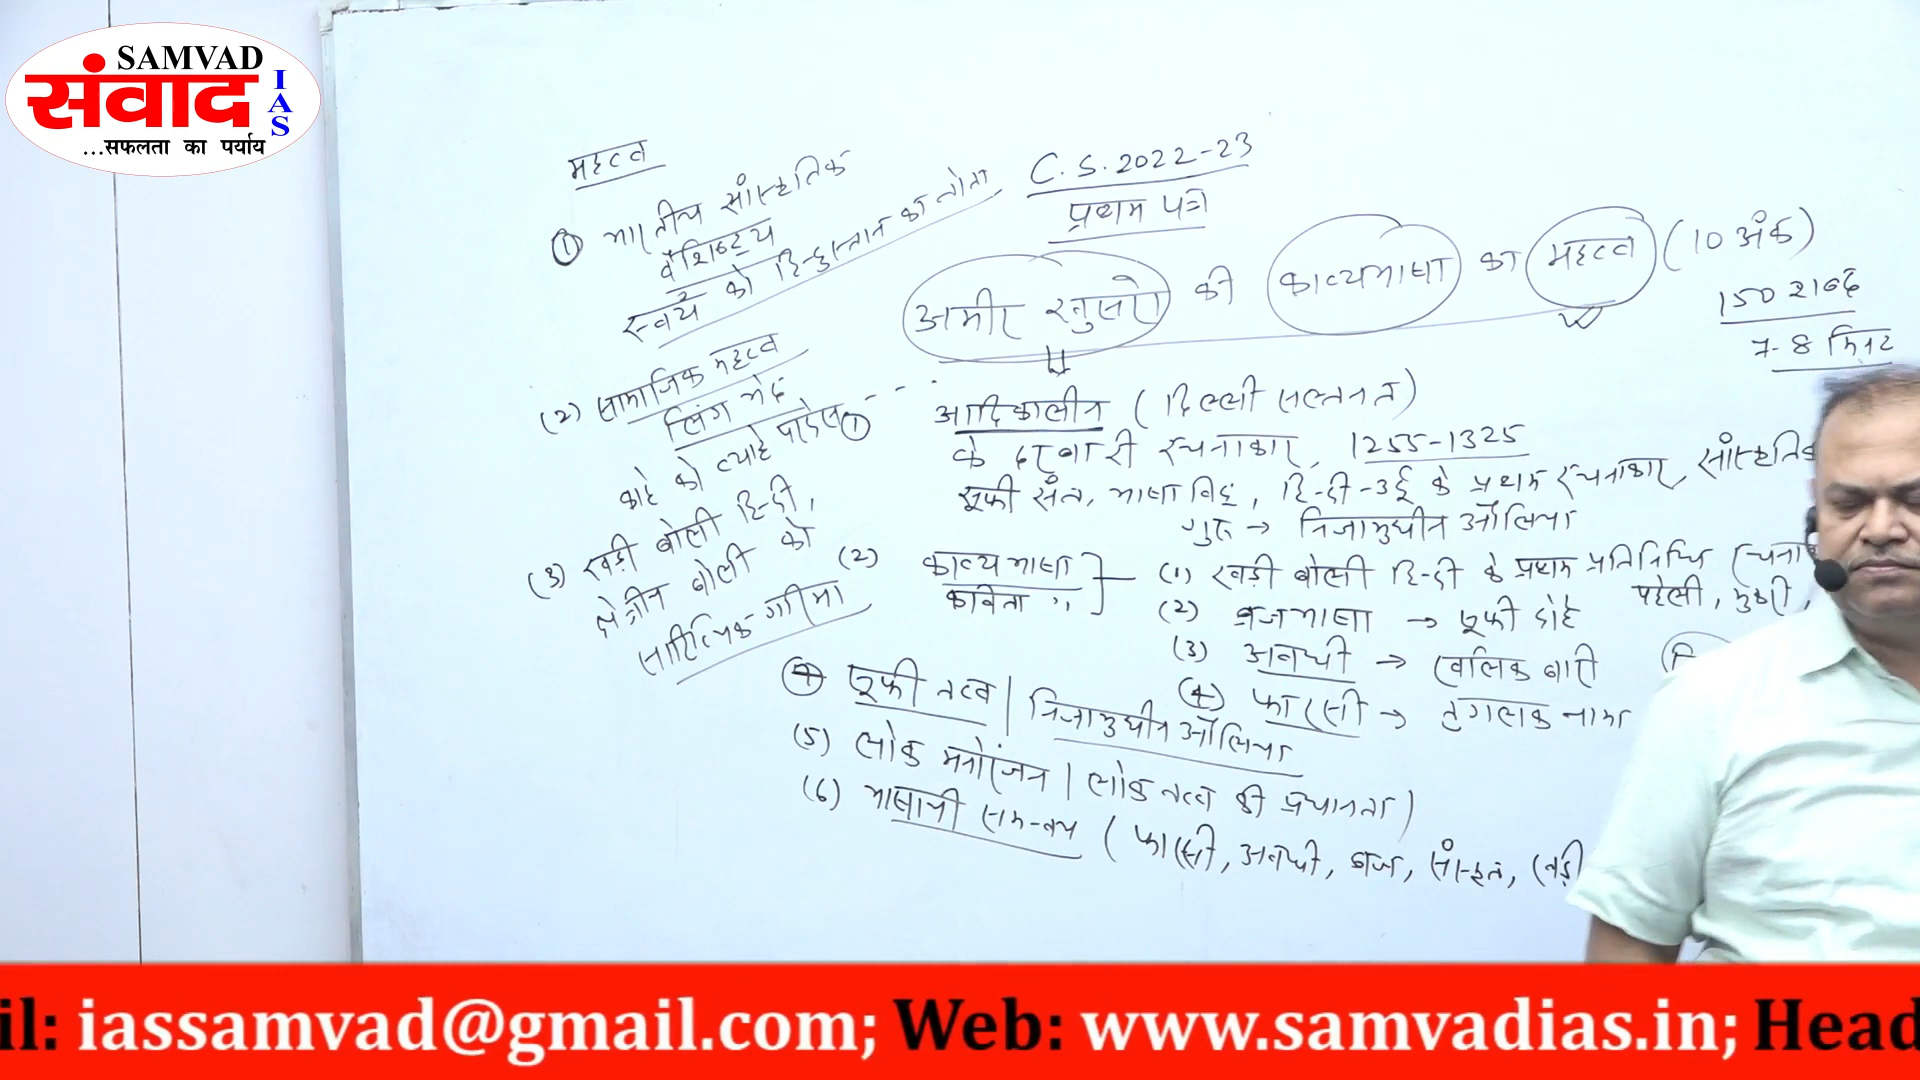 SAMVAD
संवाद
IAS
...सफलता का पर्याय
C.S. 2022-23
प्रथम पत्र
अमीर खुसरो की काव्यभाषा का महत्व (10 अंक)
150 शब्द
7-8 मिनट
महत्व
(1) भारतीय सांस्कृतिक
वैशिष्ट्य
स्वयं को हिन्दुस्तान का तोता
(2) सामाजिक महत्व
लिंग भेद
काहे को ब्याहे
(3) खड़ी बोली हिन्दी,
क्षेत्रीय बोली को
साहित्यिक गरिमा
(1) आदिकालीन (दिल्ली सल्तनत)
के दरबारी रचनाकार, 1255-1325
सूफी संत, भाषाविद्, हिन्दी-उर्दू के प्रथम रचनाकार, सांस्कृतिक
गुरु → निजामुद्दीन औलिया
(2) काव्यभाषा
कविता "
(1) खड़ी बोली हिन्दी के प्रथम प्रतिनिधि
पहेली, मुकरी,
(2) ब्रजभाषा → सूफी दोहे
(3) अवधी → खलिक बारी
(4) फारसी → तुगलक नामा
4 सूफी तत्व | निजामुद्दीन औलिया
(5) लोक मनोरंजन | लोक तत्व की प्रधानता)
(6) भाषायी समन्वय (फारसी, अवधी, ब्रज, संस्कृत, खड़ी
il: iassamvad@gmail.com; Web: www.samvadias.in; Head